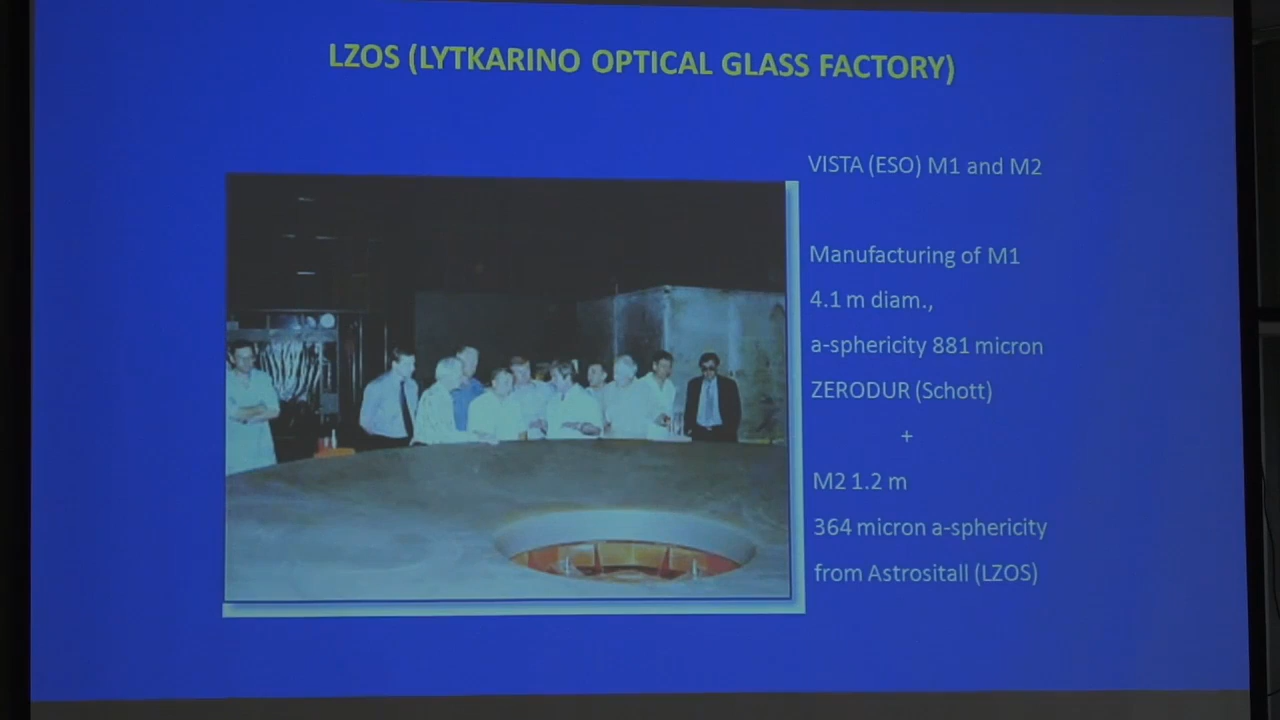 LZOS (LYTKARINO OPTICAL GLASS FACTORY)
VISTA (ESO) M1 and M2
Manufacturing of M1
4.1 m diam.,
a-sphericity 881 micron
ZERODUR (Schott)
+
M2 1.2 m
364 micron a-sphericity
from Astrositall (LZOS)